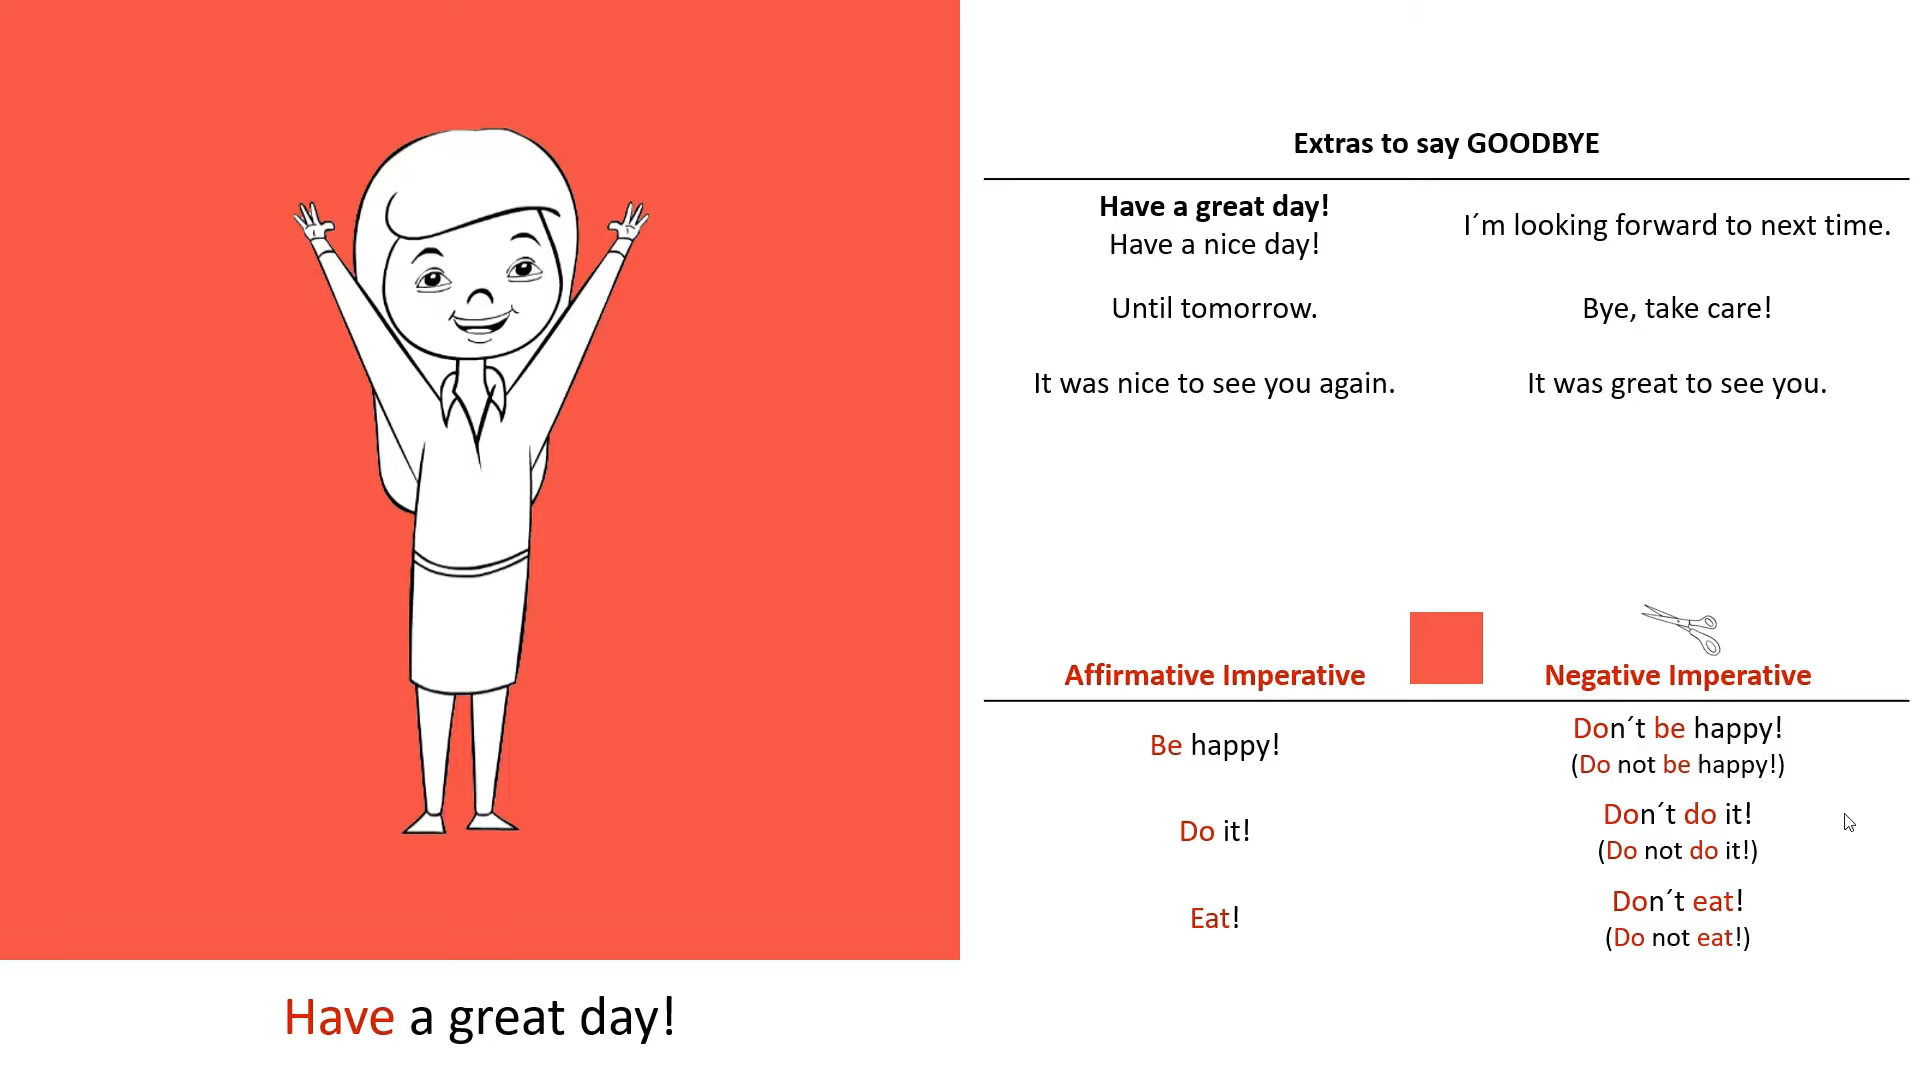 Have a great day!
Extras to say GOODBYE
Have a great day!
Have a nice day!
I´m looking forward to next time.
Until tomorrow.
Bye, take care!
It was nice to see you again.
It was great to see you.
Affirmative Imperative
Negative Imperative
Be happy!
Don´t be happy!
(Do not be happy!)
Do it!
Don´t do it!
(Do not do it!)
Eat!
Don´t eat!
(Do not eat!)